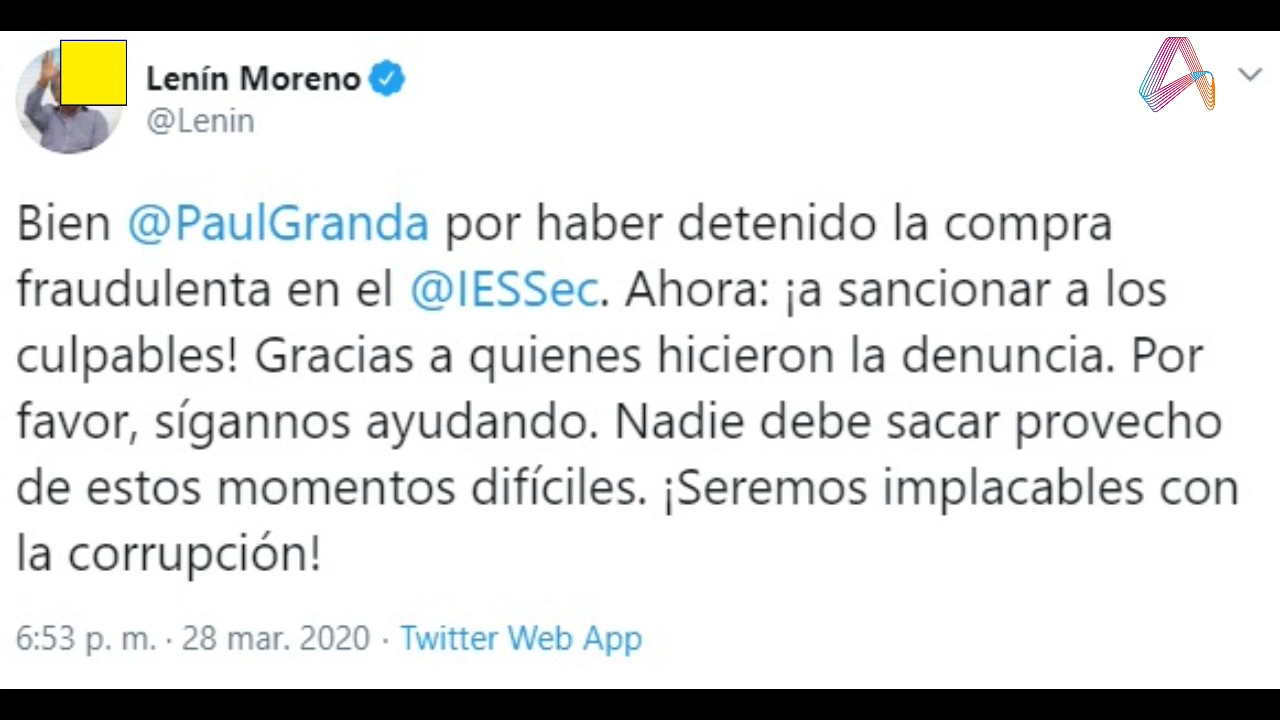 Lenín Moreno
@Lenin
Bien @PaulGranda por haber detenido la compra
fraudulenta en el @IESSec. Ahora: ¡a sancionar a los
culpables! Gracias a quienes hicieron la denuncia. Por
favor, sígannos ayudando. Nadie debe sacar provecho
de estos momentos difíciles. ¡Seremos implacables con
la corrupción!
6:53 p. m. · 28 mar. 2020 · Twitter Web App